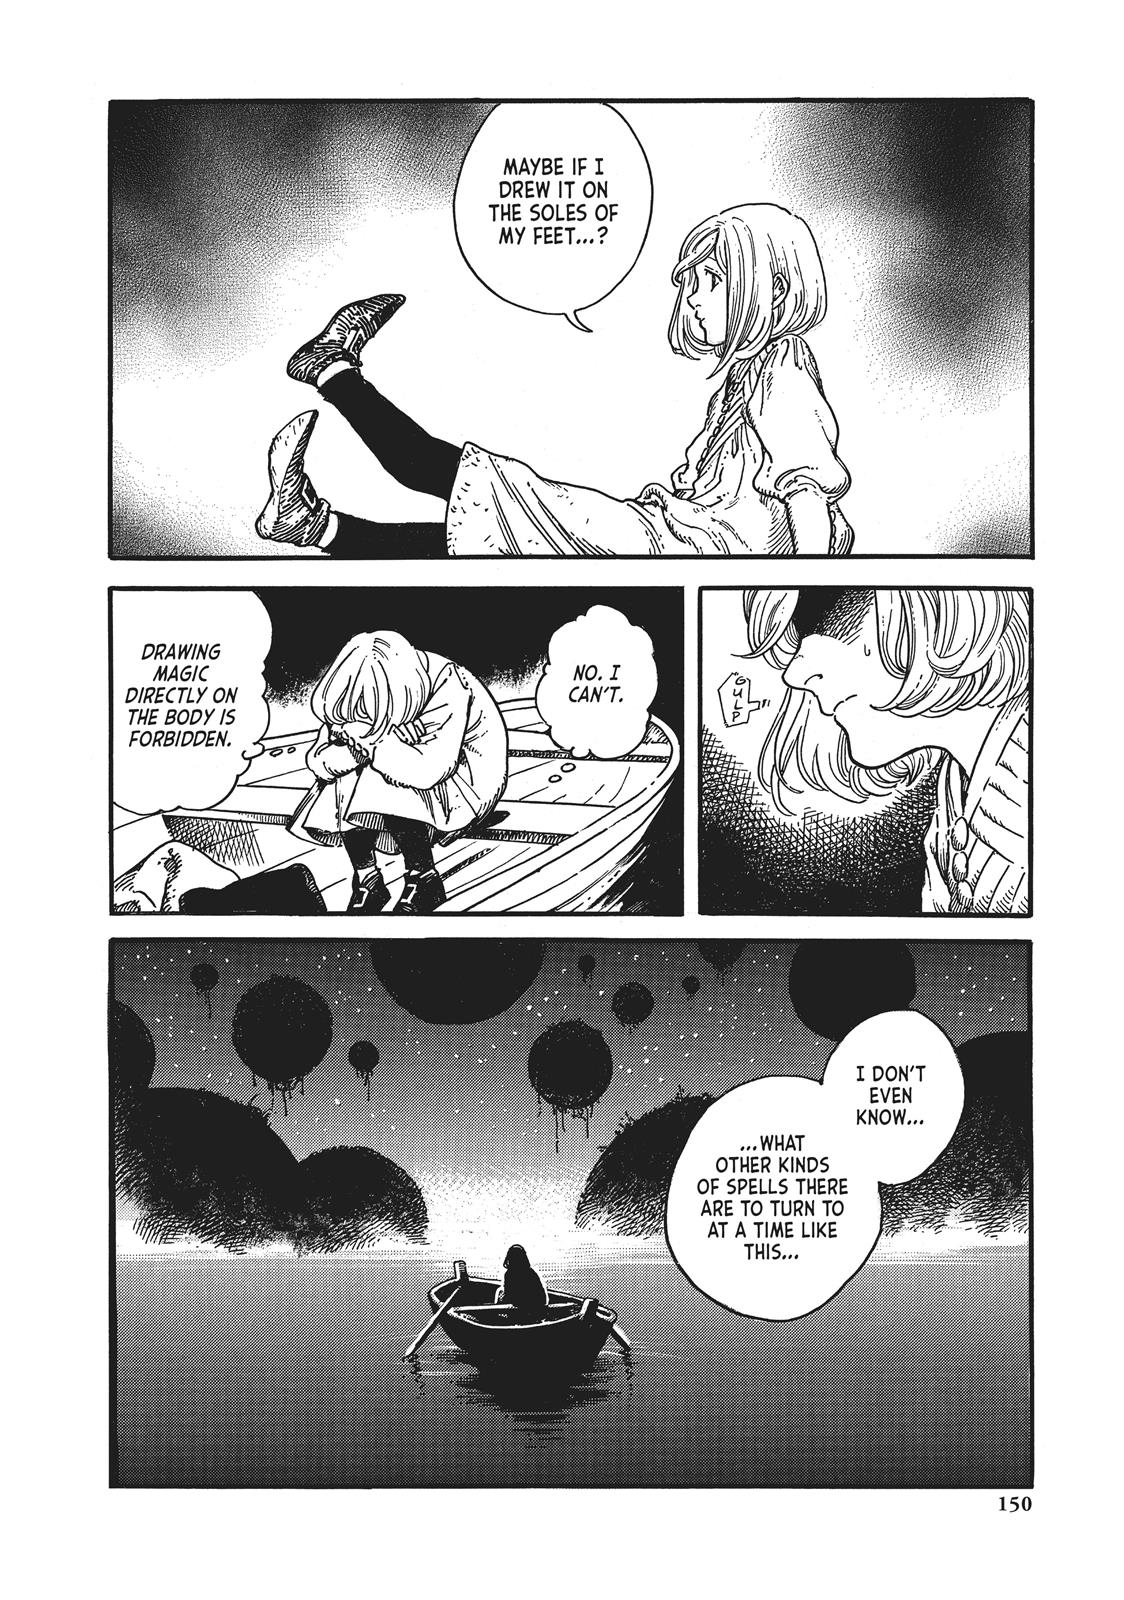 MAYBE IF I
DREW IT ON
THE SOLES OF
MY FEET...?
GULP
NO. I
CAN'T.
DRAWING
MAGIC
DIRECTLY ON
THE BODY IS
FORBIDDEN.
I DON'T
EVEN
KNOW...
...WHAT
OTHER KINDS
OF SPELLS THERE
ARE TO TURN TO
AT A TIME LIKE
THIS...
150